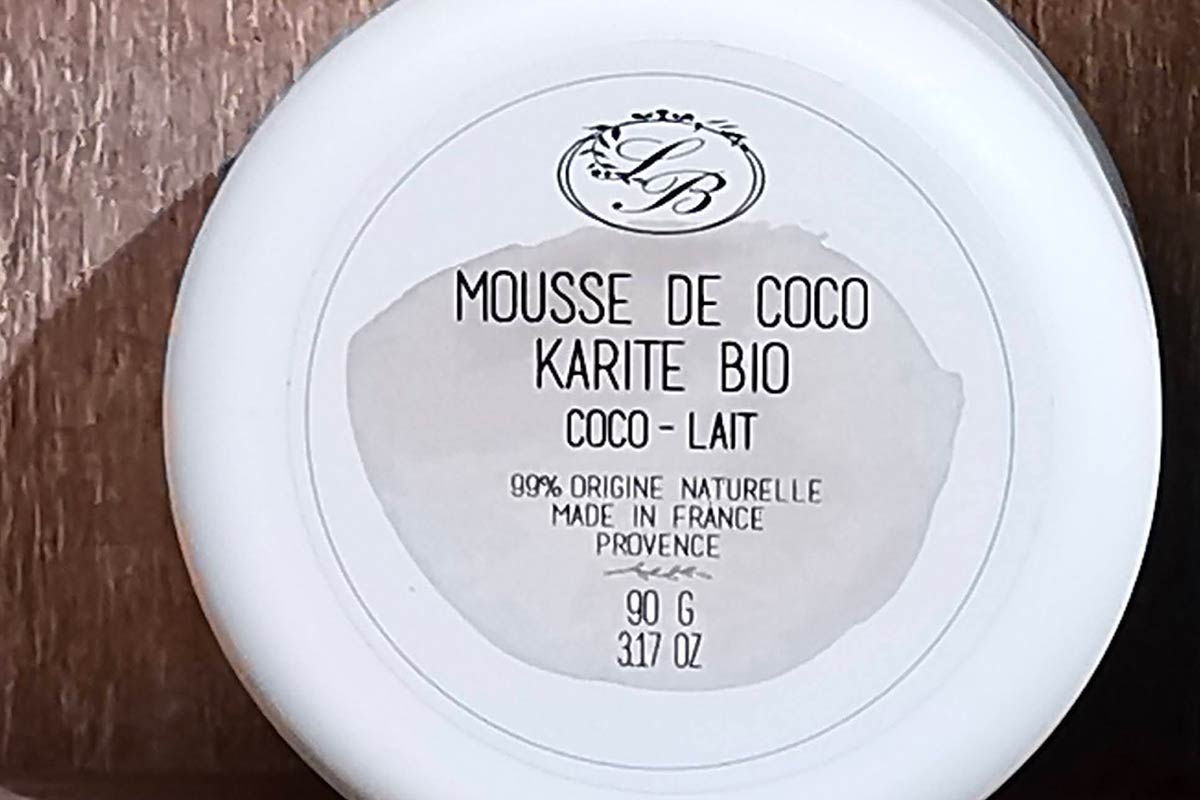 LB
MOUSSE DE COCO
KARITE BIO
COCO - LAIT
99% ORIGINE NATURELLE
MADE IN FRANCE
PROVENCE
90 G
3.17 OZ